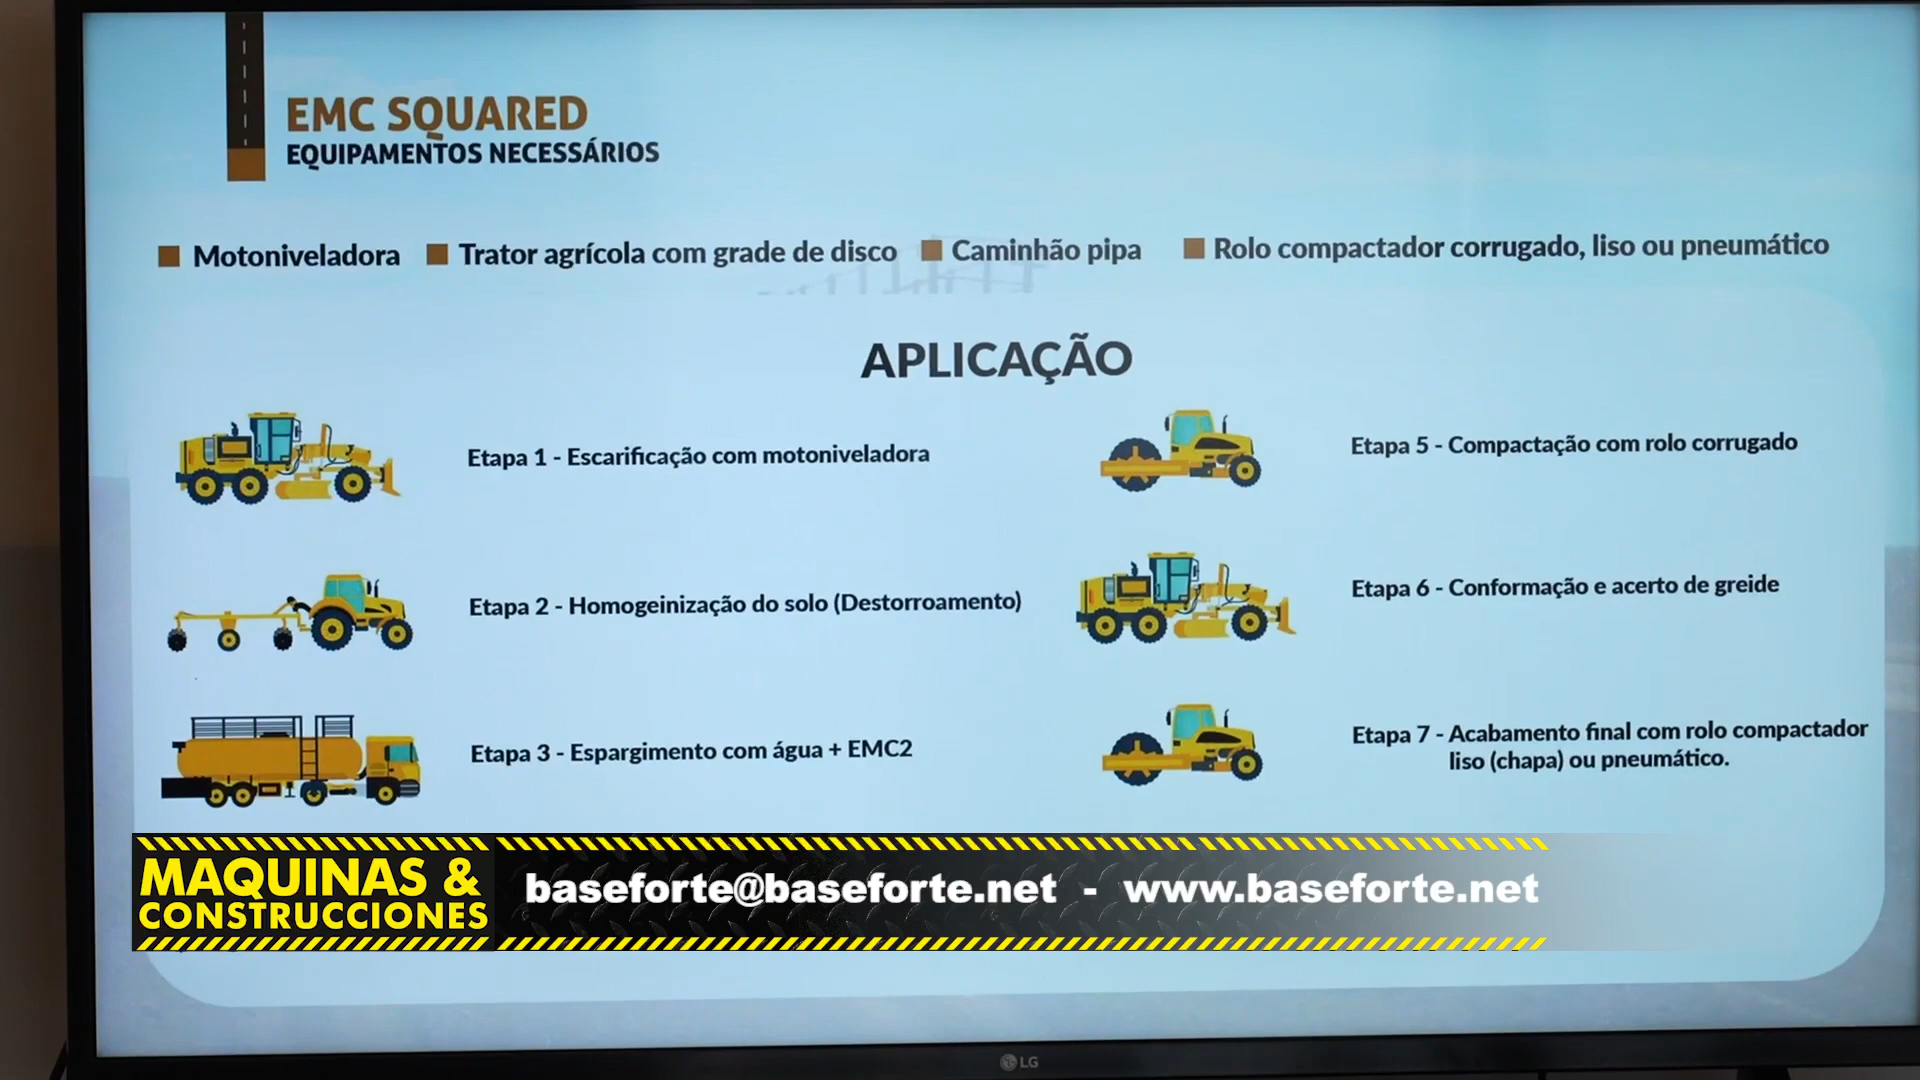 EMC SQUARED
EQUIPAMENTOS NECESSÁRIOS
Motoniveladora
Trator agrícola com grade de disco
Caminhão pipa
Rolo compactador corrugado, liso ou pneumático
APLICAÇÃO
Etapa 1 - Escarificação com motoniveladora
Etapa 2 - Homogeinização do solo (Destorroamento)
Etapa 3 - Espargimento com água + EMC2
Etapa 5 - Compactação com rolo corrugado
Etapa 6 - Conformação e acerto de greide
Etapa 7 - Acabamento final com rolo compactador
liso (chapa) ou pneumático.
MAQUINAS &
CONSTRUCCIONES
baseforte@baseforte.net - www.baseforte.net
LG